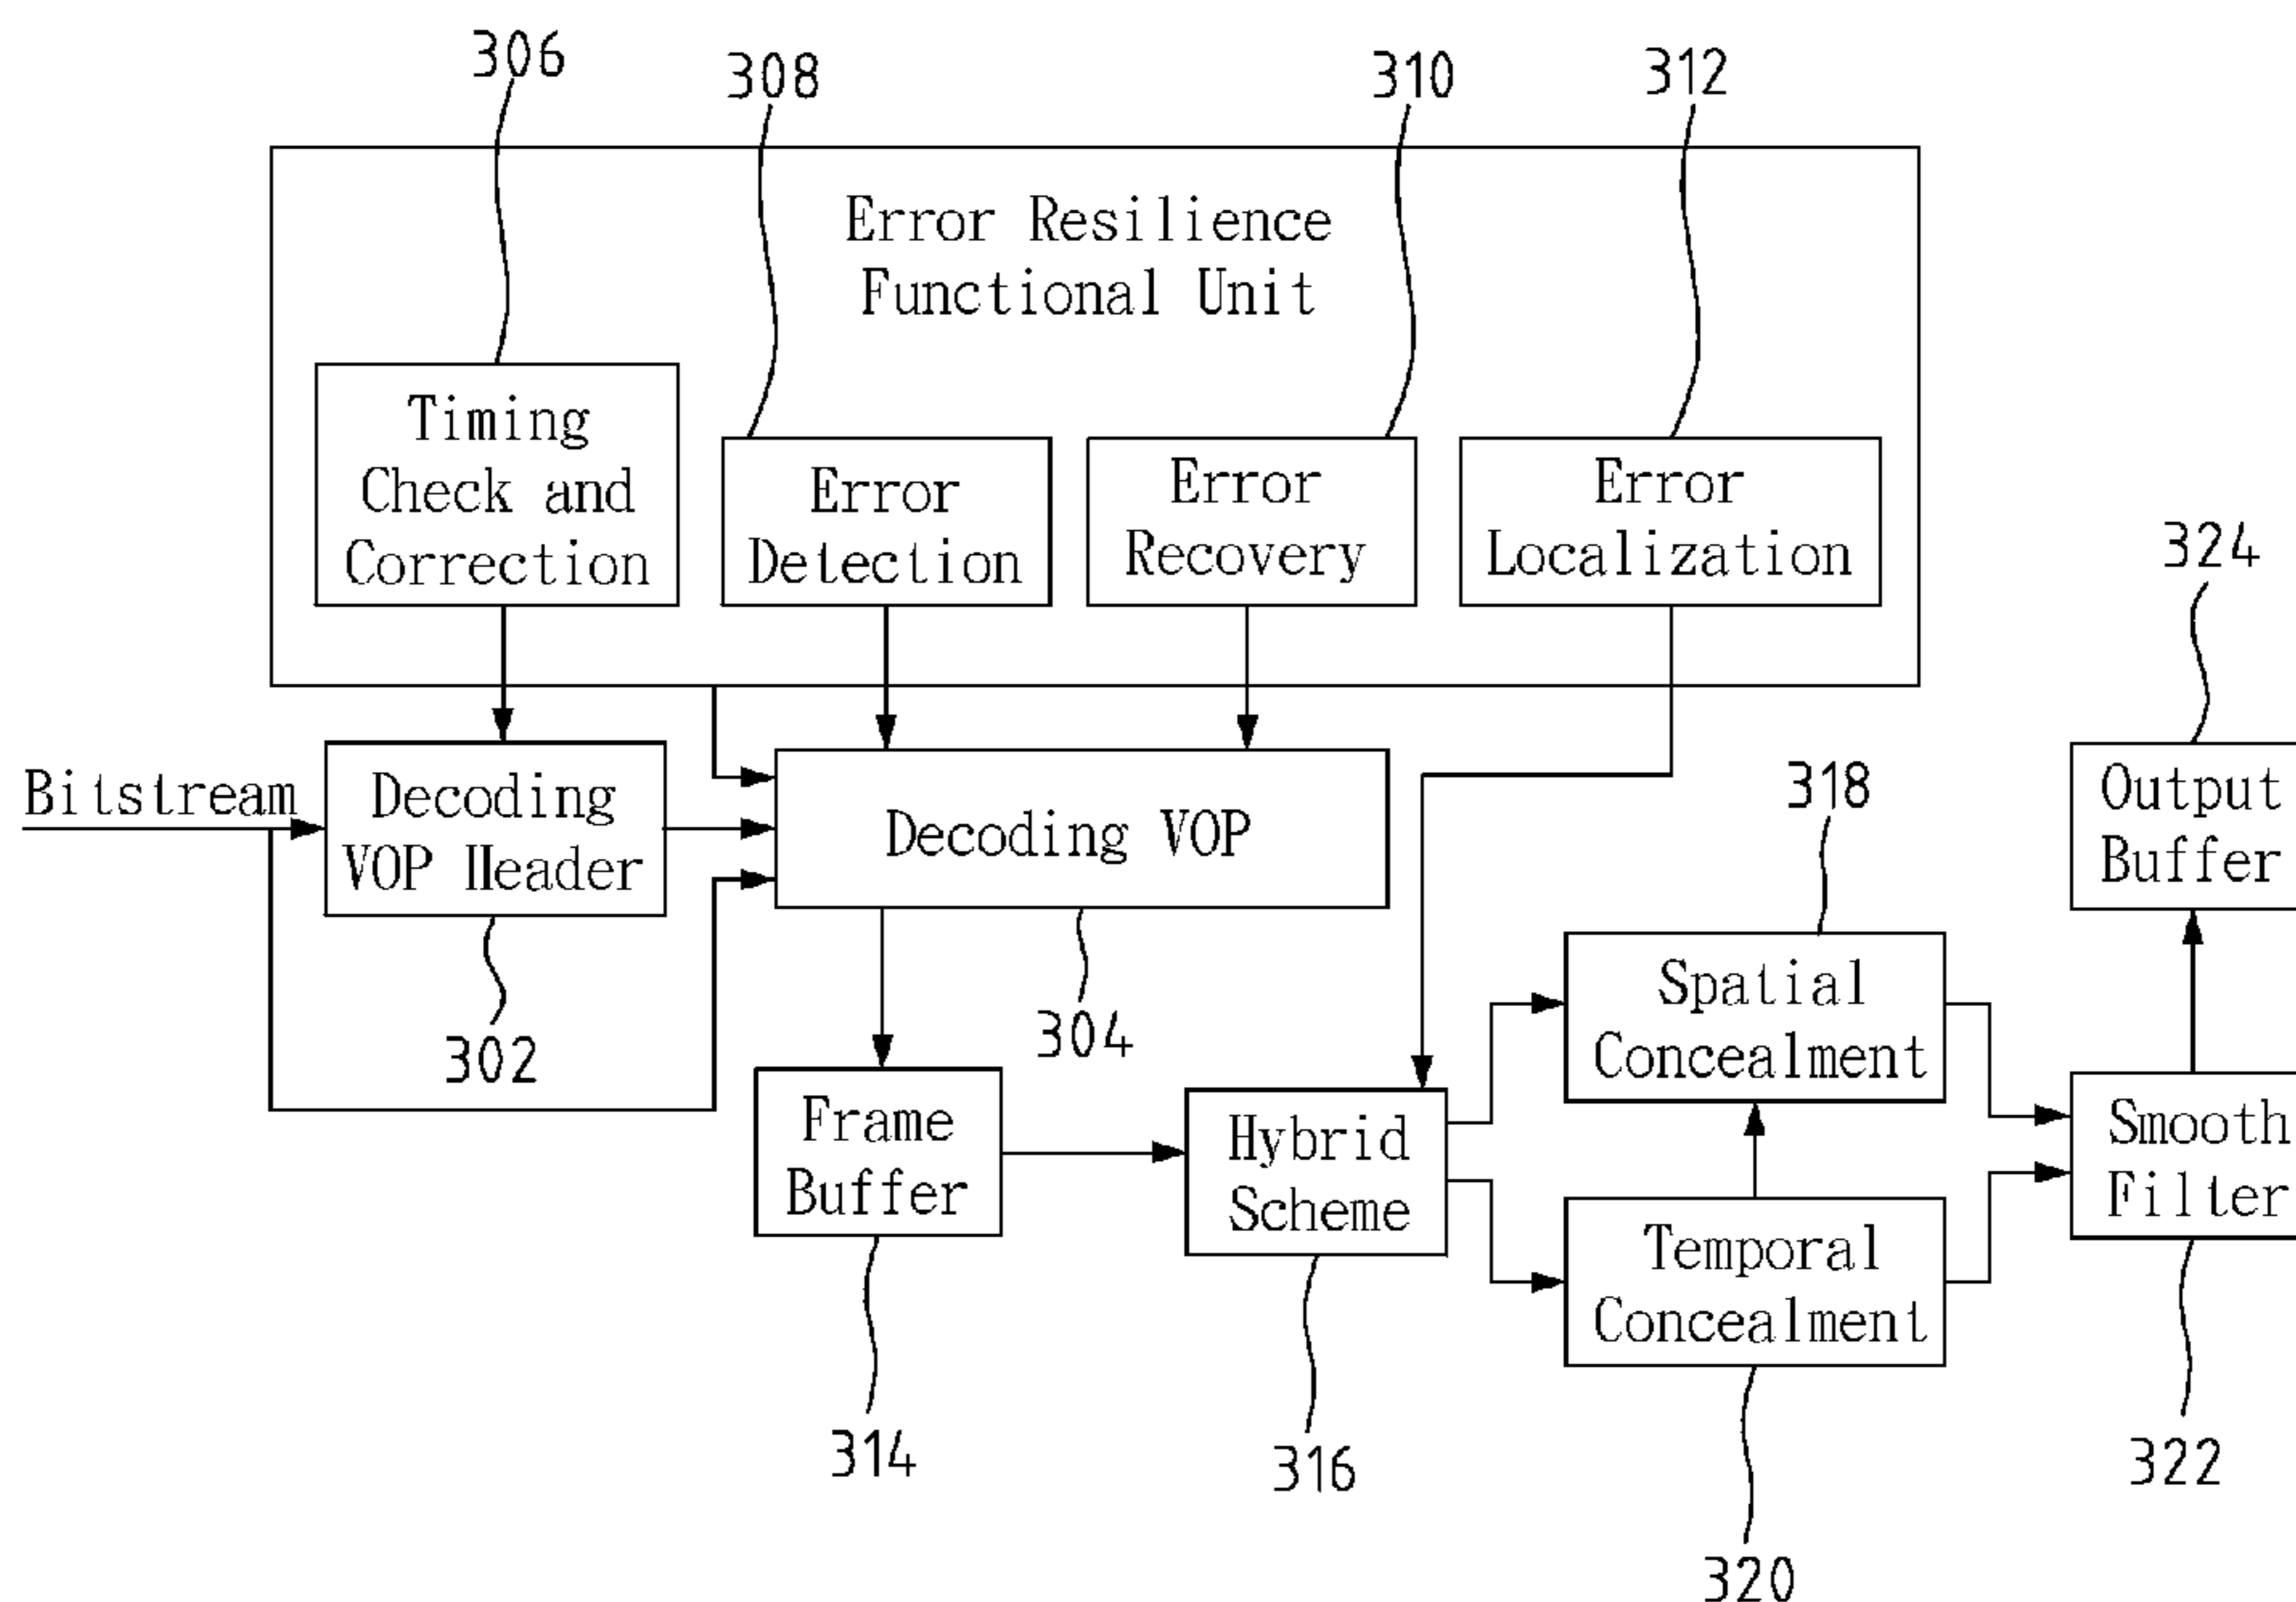 306
308
310
312
Error Resilience
Functional Unit
Timing
Check and
Correction
Error
Detection
Error
Recovery
Error
Localization
324
Bitstream
Decoding
VOP Header
Decoding VOP
318
Output
Buffer
302
304
Spatial
Concealment
Frame
Buffer
Hybrid
Scheme
Smooth
Filter
Temporal
Concealment
314
316
322
320